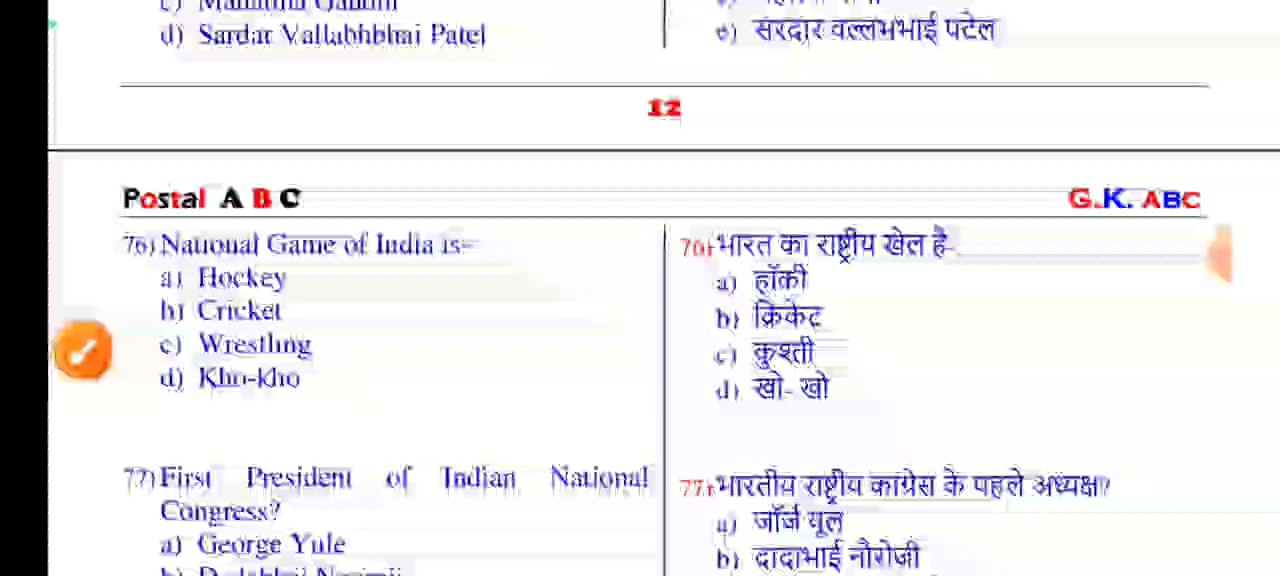 d) Sardar Vallabhbhai Patel
e) सरदार वल्लभभाई पटेल
12
Postal A B C
G.K. ABC
76) National Game of India is-
a) Hockey
b) Cricket
c) Wrestling
d) Kho-kho
76) भारत का राष्ट्रीय खेल है-
a) हॉकी
b) क्रिकेट
c) कुश्ती
d) खो- खो
77) First President of Indian National
Congress?
a) George Yule
77) भारतीय राष्ट्रीय कांग्रेस के पहले अध्यक्ष?
a) जॉर्ज यूल
b) दादाभाई नौरोजी